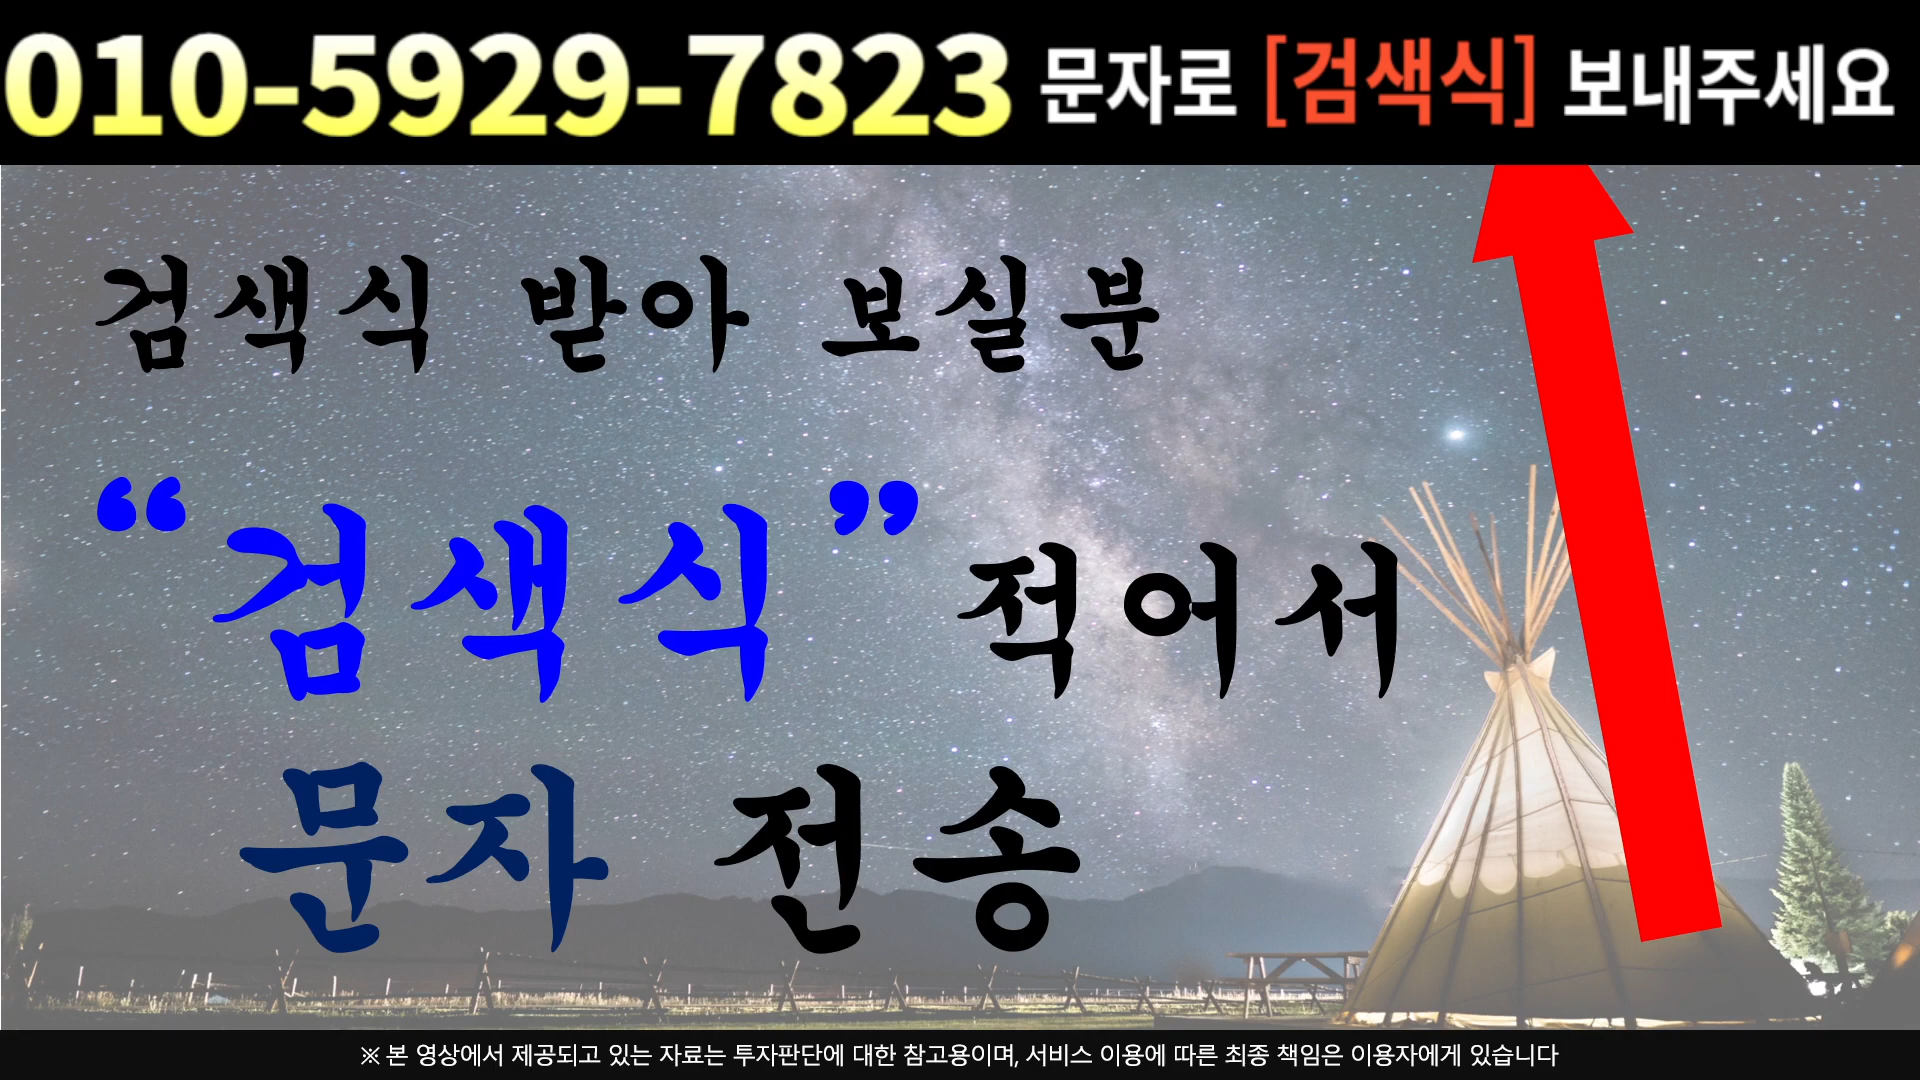 010-5929-7823 문자로 [검색식] 보내주세요
검색식 받아 보실분
“검색식” 적어서
문자 전송
※ 본 영상에서 제공되고 있는 자료는 투자판단에 대한 참고용이며, 서비스 이용에 따른 최종 책임은 이용자에게 있습니다